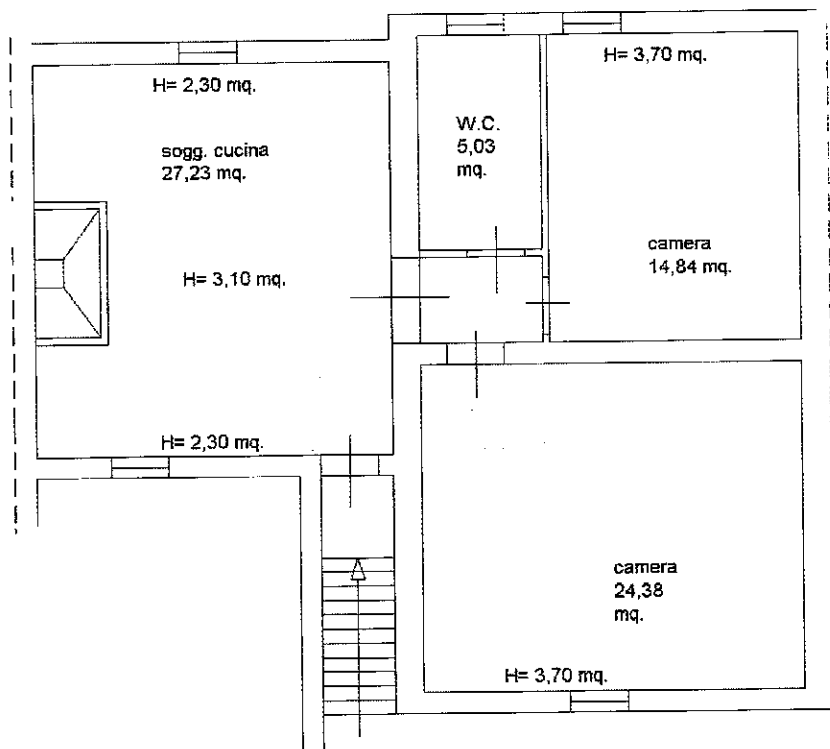 H= 2,30 mq.
sogg. cucina
27,23 mq.
H= 3,10 mq.
H= 2,30 mq.
W.C.
5,03
mq.
H= 3,70 mq.
camera
14,84 mq.
camera
24,38
mq.
H= 3,70 mq.